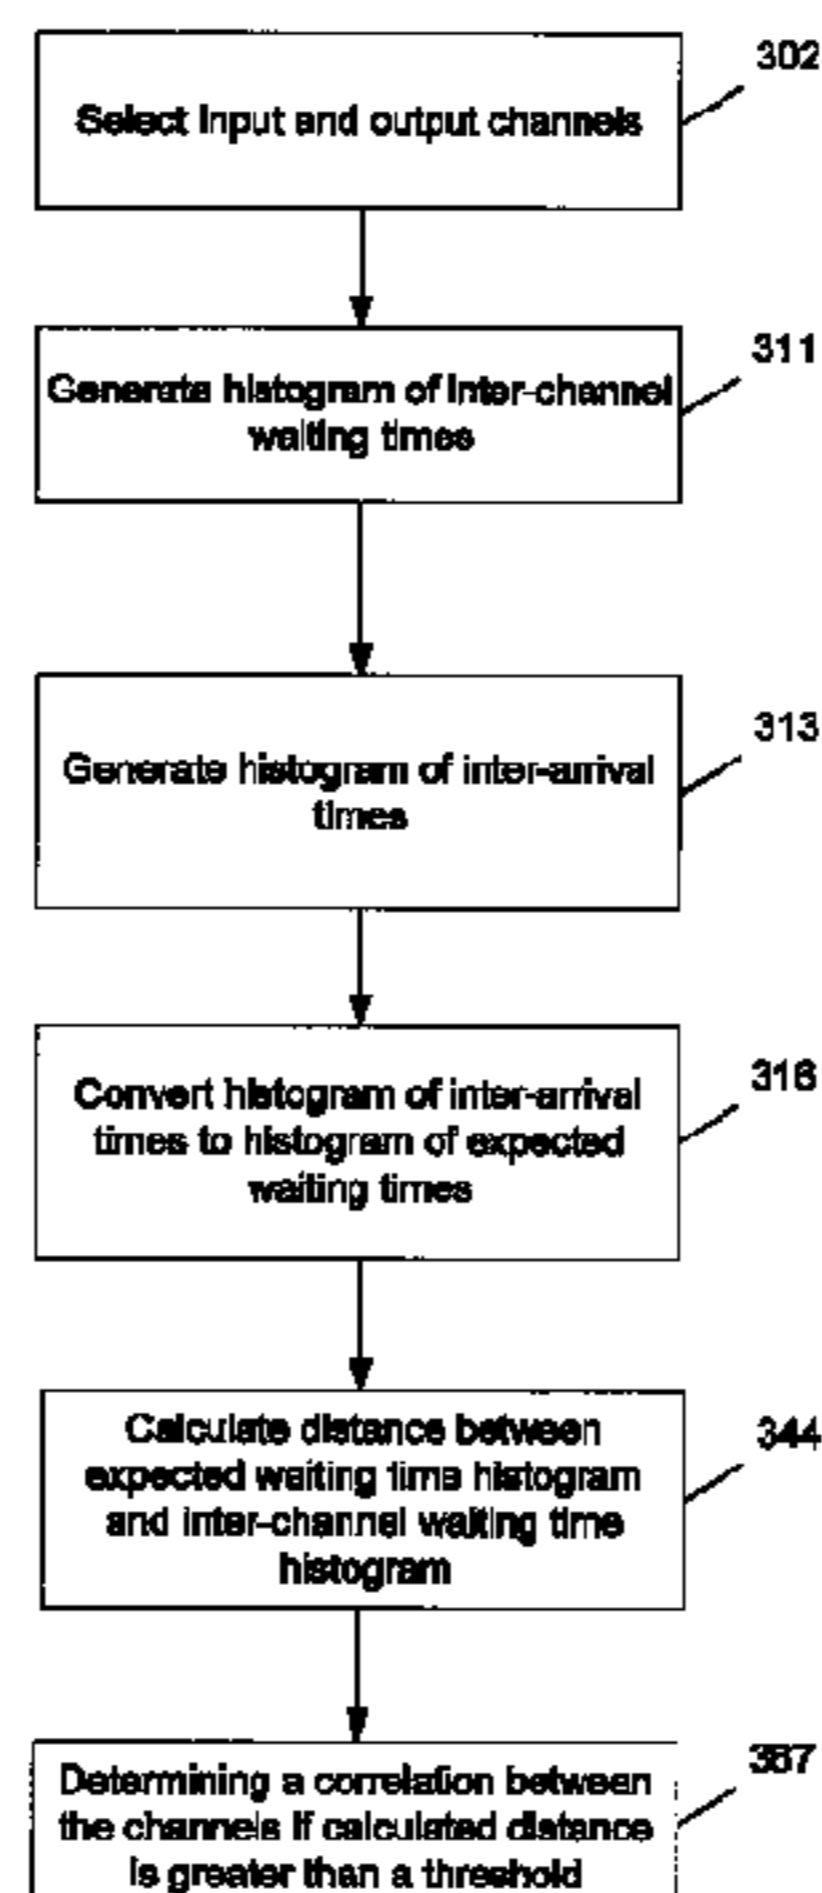 302
Select input and output channels
311
Generate histogram of inter-channel
waiting times
313
Generate histogram of inter-arrival
times
316
Convert histogram of inter-arrival
times to histogram of expected
waiting times
344
Calculate distance between
expected waiting time histogram
and inter-channel waiting time
histogram
367
Determining a correlation between
the channels if calculated distance
is greater than a threshold